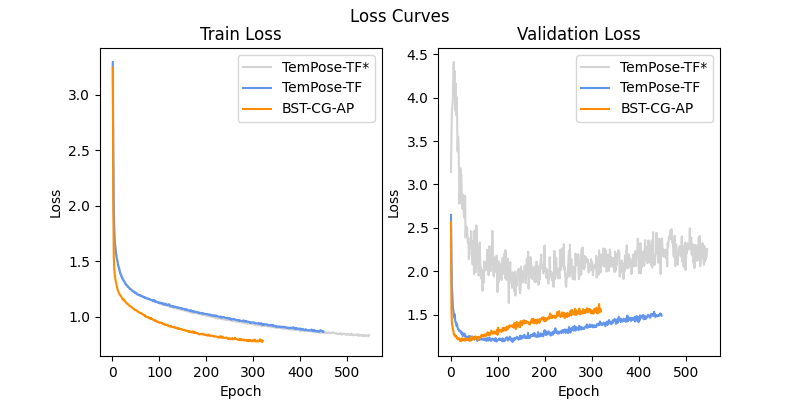 Loss Curves
Train Loss
Validation Loss
TemPose-TF*
TemPose-TF
BST-CG-AP
TemPose-TF*
TemPose-TF
BST-CG-AP
Loss
3.0
2.5
2.0
1.5
1.0
0 100 200 300 400 500
Epoch
Loss
4.5
4.0
3.5
3.0
2.5
2.0
1.5
0 100 200 300 400 500
Epoch